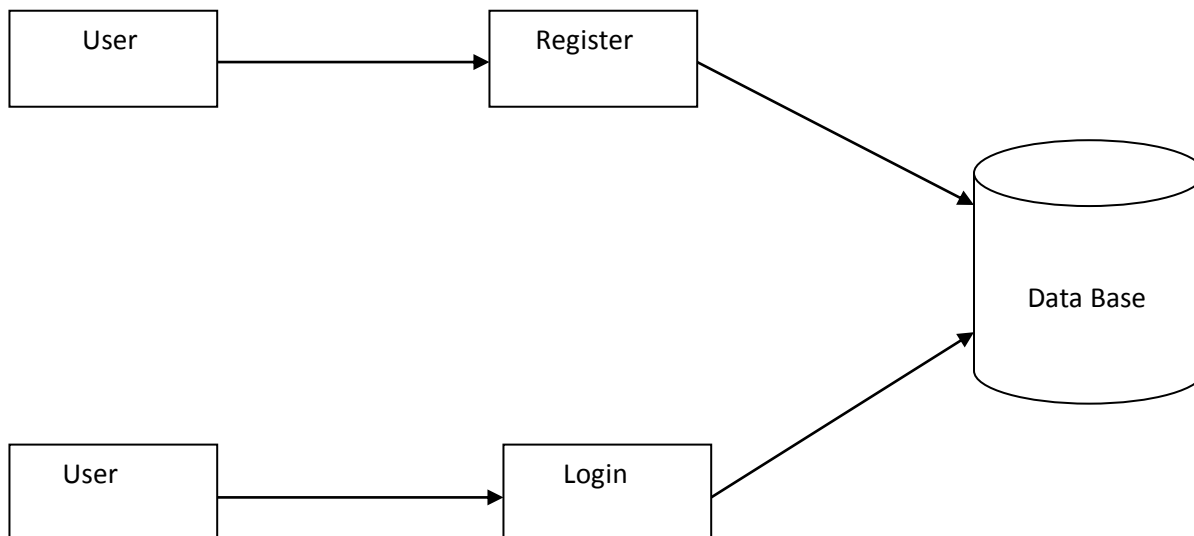 User
Register
Data Base
User
Login